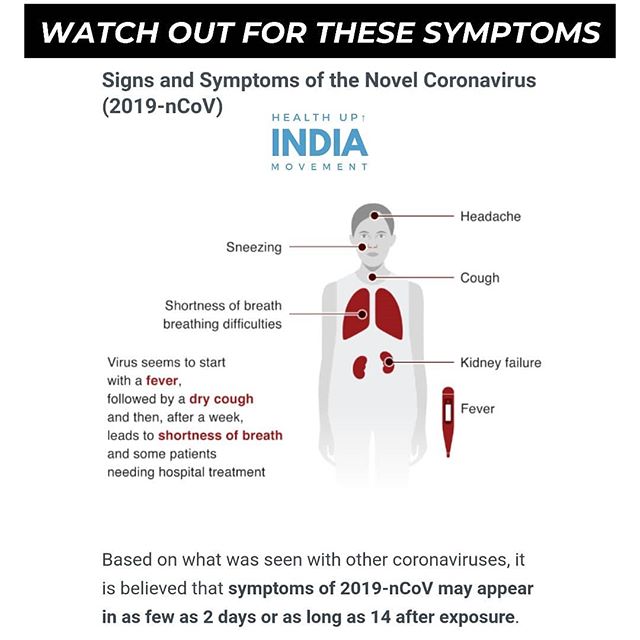 WATCH OUT FOR THESE SYMPTOMS
Signs and Symptoms of the Novel Coronavirus
(2019-nCoV)
HEALTH UP↑
INDIA
MOVEMENT
Headache
Sneezing
Cough
Shortness of breath
breathing difficulties
Kidney failure
Fever
Virus seems to start
with a fever,
followed by a dry cough
and then, after a week,
leads to shortness of breath
and some patients
needing hospital treatment
Based on what was seen with other coronaviruses, it
is believed that symptoms of 2019-nCoV may appear
in as few as 2 days or as long as 14 after exposure.